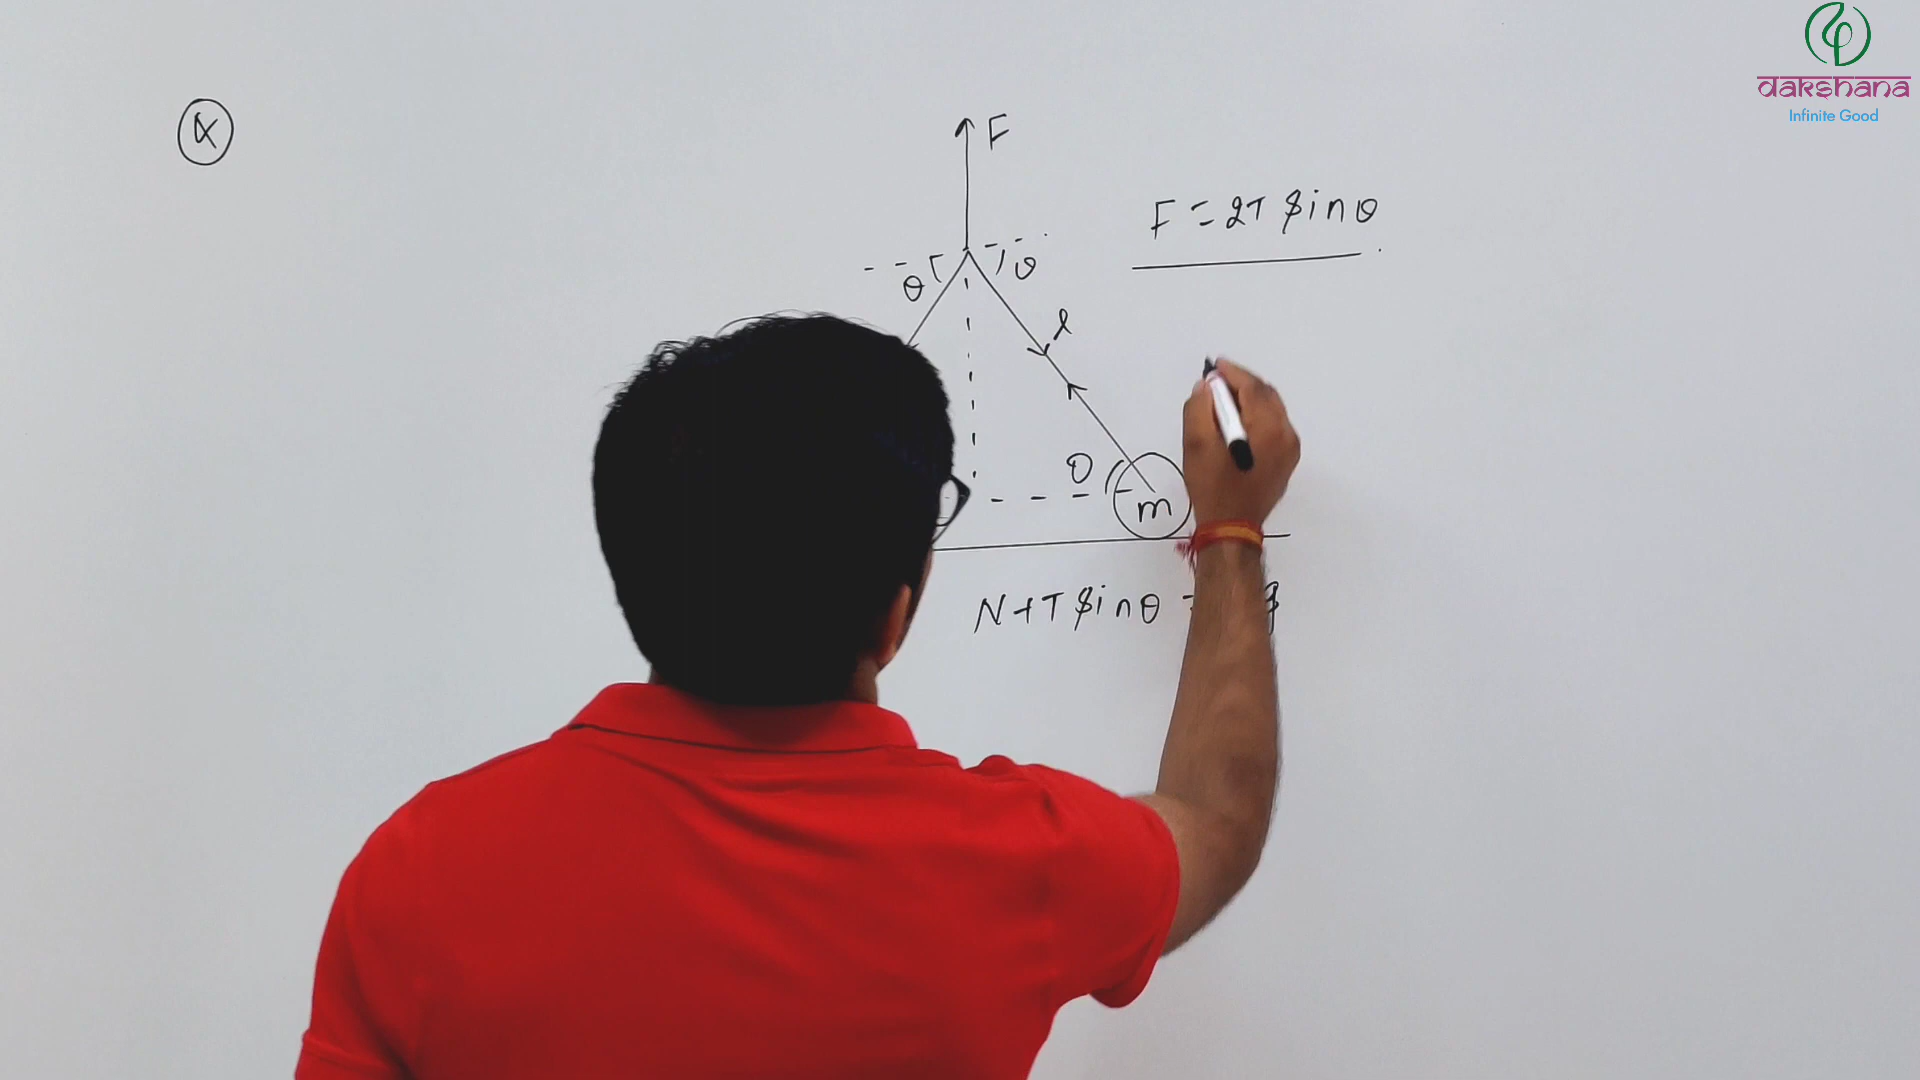 dakshana
Infinite Good
F
F = 2T sinθ
θ
θ
l
θ
m
N+T sinθ =